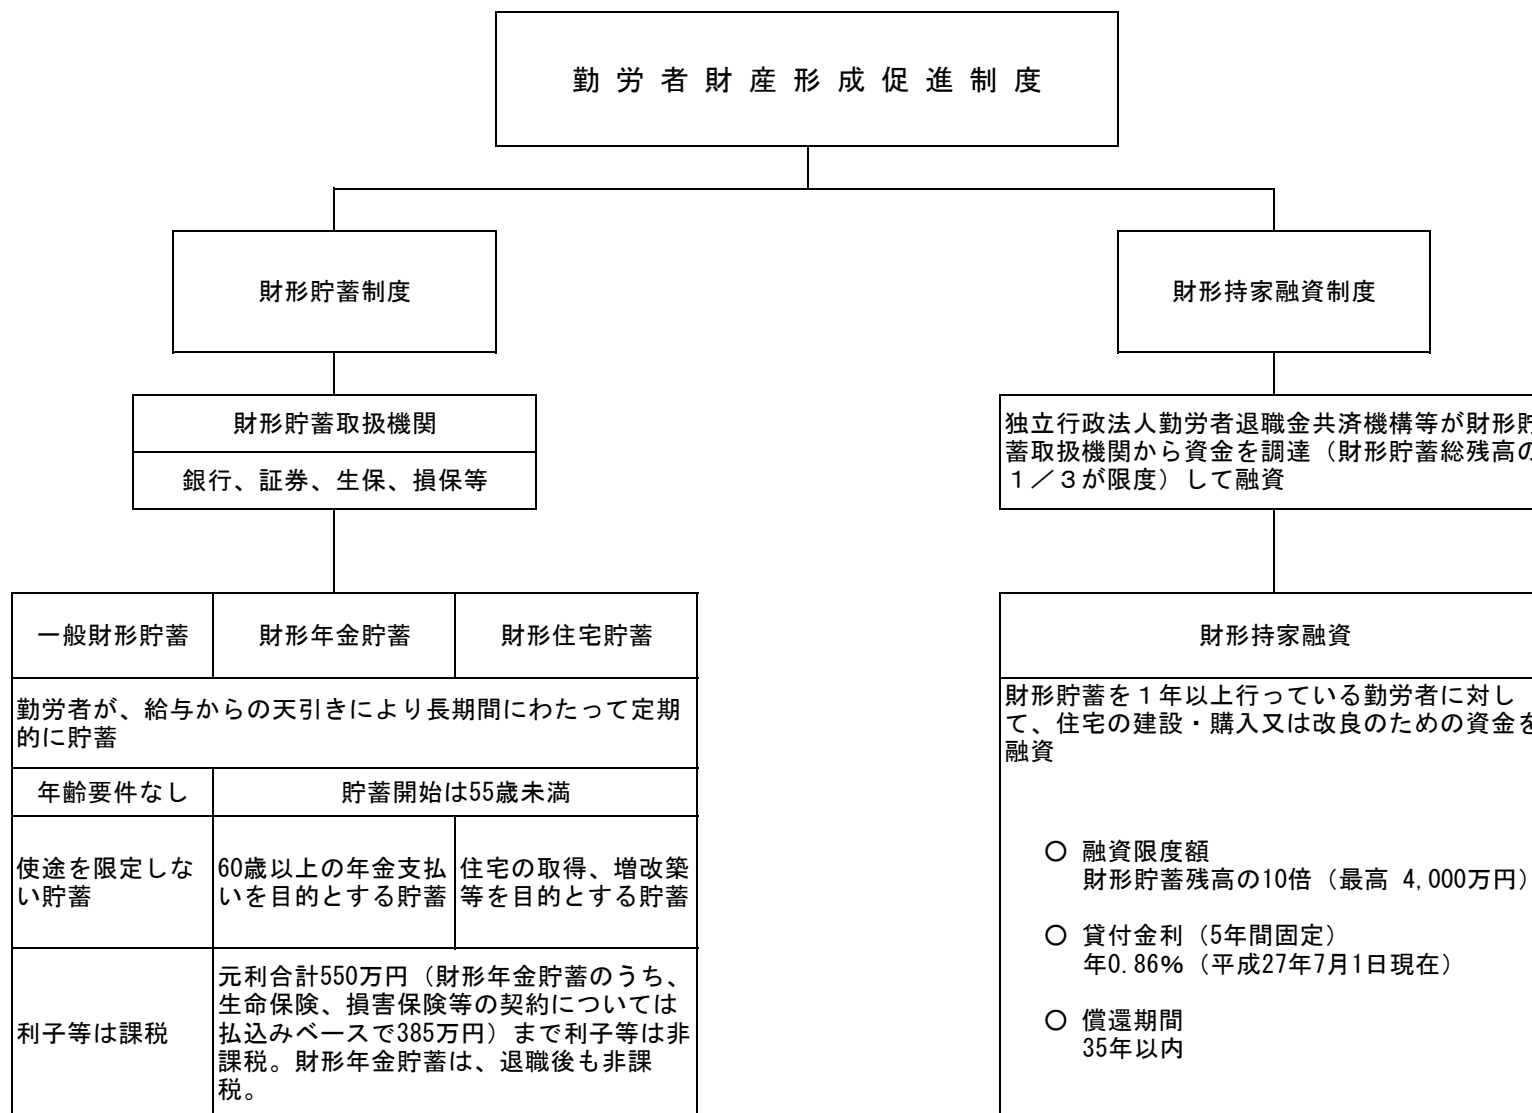 勤労者財産形成促進制度
財形貯蓄制度
財形貯蓄取扱機関
銀行、証券、生保、損保等
一般財形貯蓄
財形年金貯蓄
財形住宅貯蓄
勤労者が、給与からの天引きにより長期間にわたって定期
的に貯蓄
年齢要件なし
貯蓄開始は55歳未満
使途を限定しな
い貯蓄
60歳以上の年金支払
いを目的とする貯蓄
住宅の取得、増改築
等を目的とする貯蓄
利子等は課税
元利合計550万円（財形年金貯蓄のうち、
生命保険、損害保険等の契約については
払込みベースで385万円）まで利子等は非
課税。財形年金貯蓄は、退職後も非課
税。
財形持家融資制度
独立行政法人勤労者退職金共済機構等が財形貯
蓄取扱機関から資金を調達（財形貯蓄総残高の
１／３が限度）して融資
財形持家融資
財形貯蓄を１年以上行っている勤労者に対し
て、住宅の建設・購入又は改良のための資金を
融資
○ 融資限度額
財形貯蓄残高の10倍（最高 4,000万円）
○ 貸付金利（5年間固定）
年0.86%（平成27年7月1日現在）
○ 償還期間
35年以内